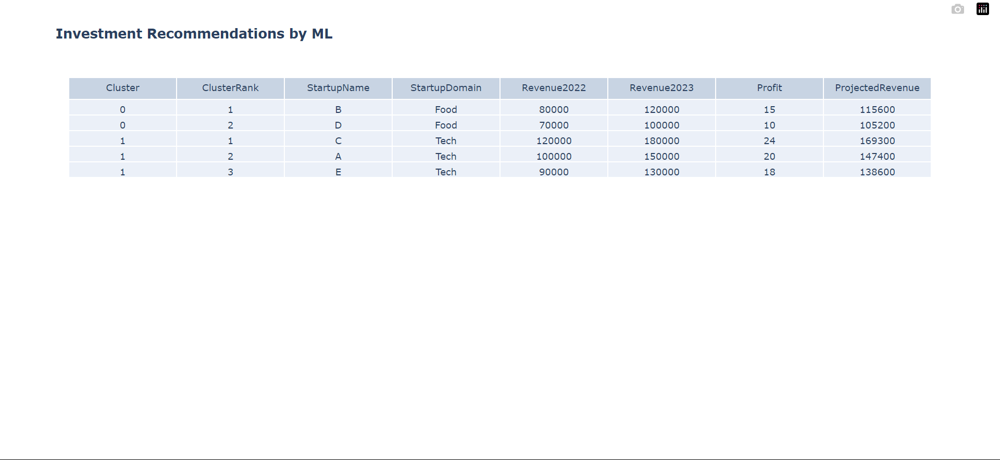 Investment Recommendations by ML
Cluster ClusterRank StartupName StartupDomain Revenue2022 Revenue2023 Profit ProjectedRevenue
0 1 B Food 80000 120000 15 115600
0 2 D Food 70000 100000 10 105200
1 1 C Tech 120000 180000 24 169300
1 2 A Tech 100000 150000 20 147400
1 3 E Tech 90000 130000 18 138600